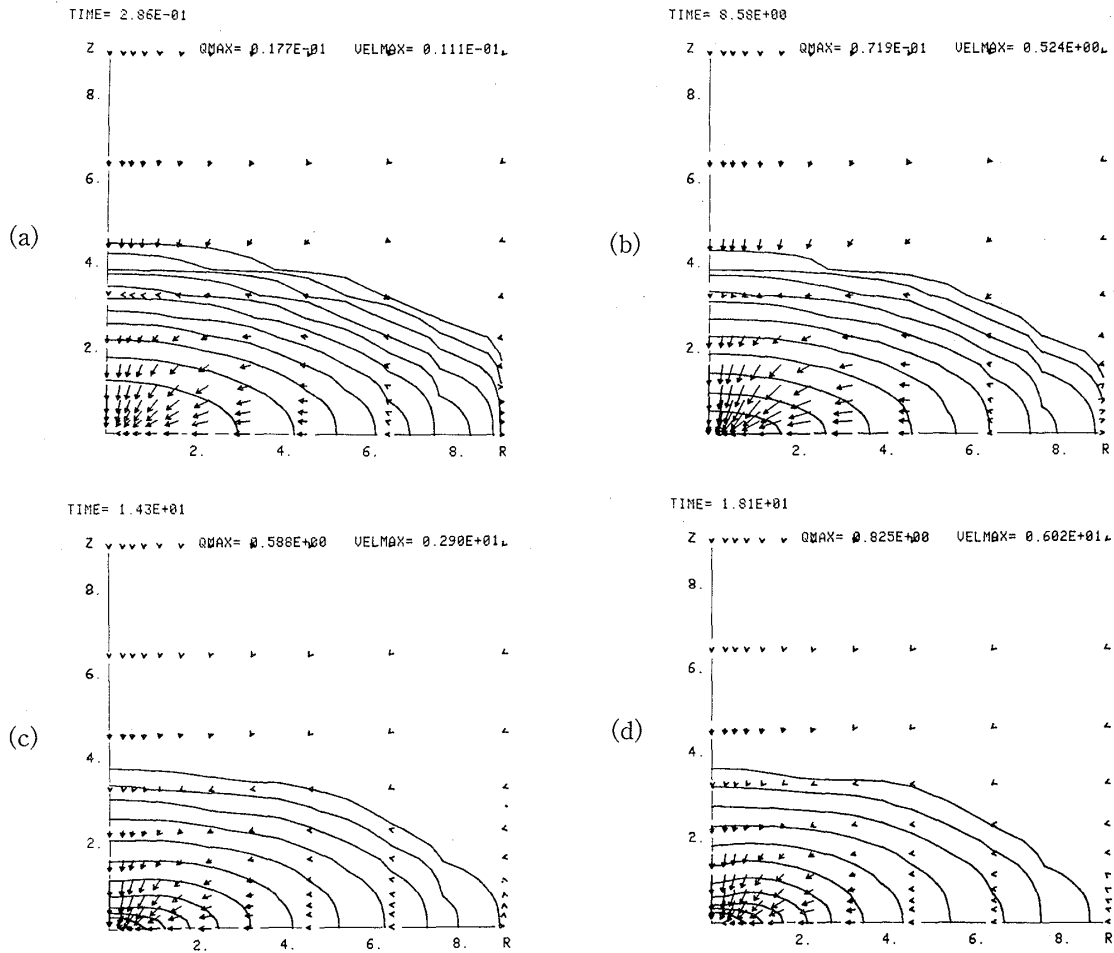 TIME= 2.86E-01
Z QMAX= 0.177E-01 VELMAX= 0.111E-01
8.
6.
(a)
4.
2.
2. 4. 6. 8. R
TIME= 8.58E+00
Z QMAX= 0.719E-01 VELMAX= 0.524E+00
8.
6.
(b)
4.
2.
2. 4. 6. 8. R
TIME= 1.43E+01
Z QMAX= 0.588E+00 VELMAX= 0.290E+01
8.
6.
(c)
4.
2.
2. 4. 6. 8. R
TIME= 1.81E+01
Z QMAX= 0.825E+00 VELMAX= 0.602E+01
8.
6.
(d)
4.
2.
2. 4. 6. 8. R